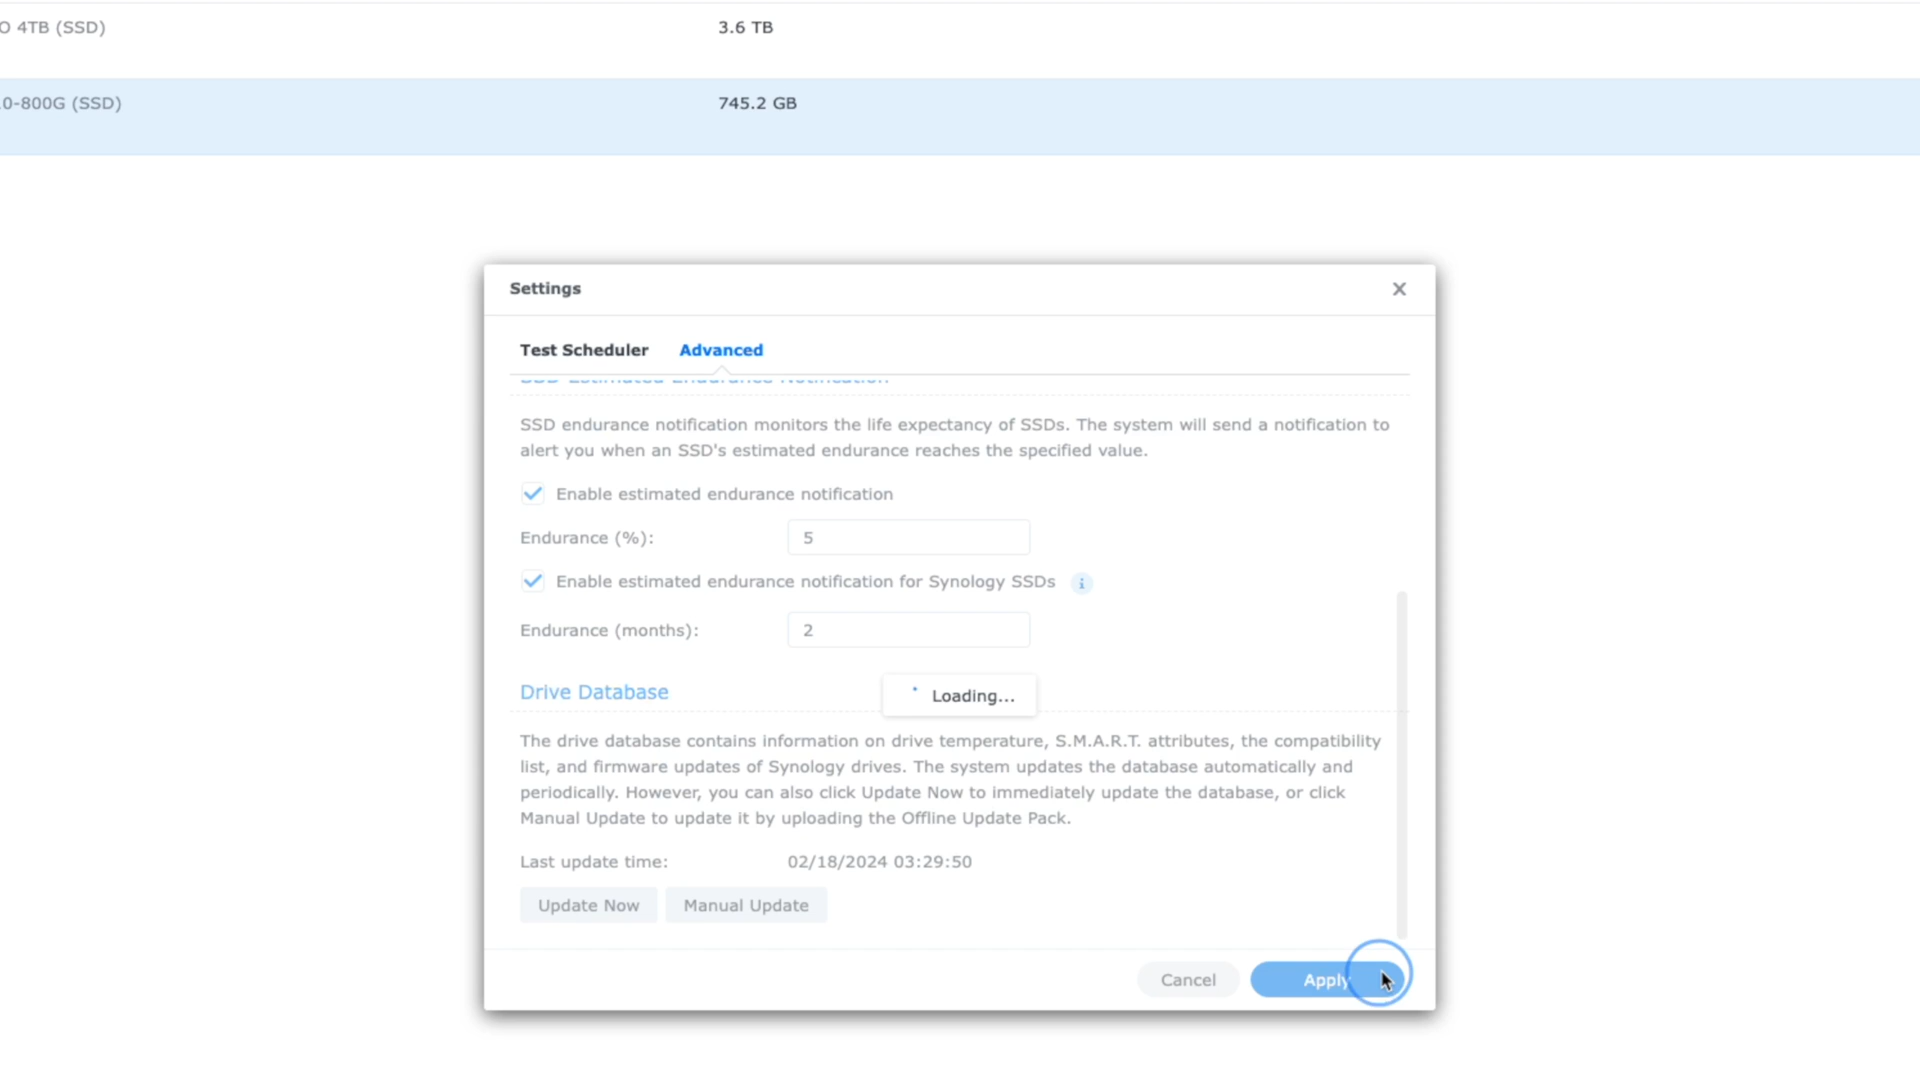 O 4TB (SSD) 3.6 TB
0-800G (SSD) 745.2 GB
Settings
Test Scheduler Advanced
SSD Estimated Endurance Notification
SSD endurance notification monitors the life expectancy of SSDs. The system will send a notification to
alert you when an SSD's estimated endurance reaches the specified value.
Enable estimated endurance notification
Endurance (%): 5
Enable estimated endurance notification for Synology SSDs i
Endurance (months): 2
Drive Database
Loading...
The drive database contains information on drive temperature, S.M.A.R.T. attributes, the compatibility
list, and firmware updates of Synology drives. The system updates the database automatically and
periodically. However, you can also click Update Now to immediately update the database, or click
Manual Update to update it by uploading the Offline Update Pack.
Last update time: 02/18/2024 03:29:50
Update Now Manual Update
Cancel Apply